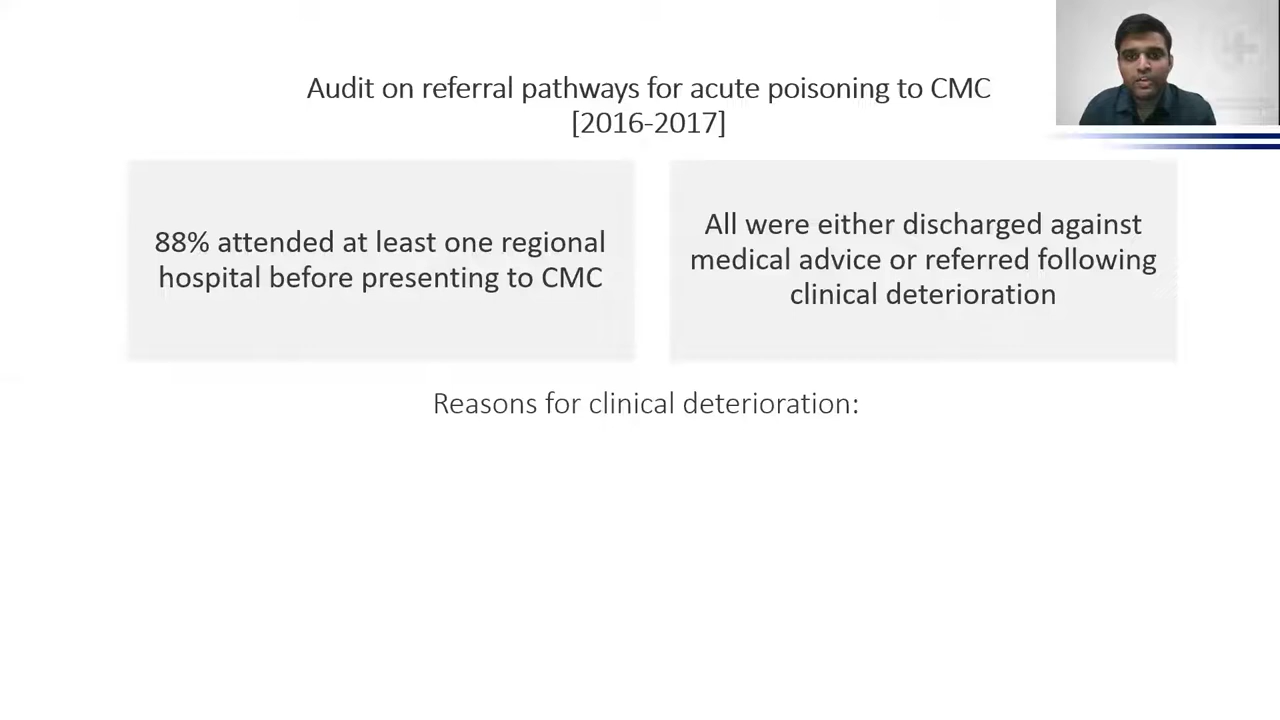 Audit on referral pathways for acute poisoning to CMC
[2016-2017]
88% attended at least one regional
hospital before presenting to CMC
All were either discharged against
medical advice or referred following
clinical deterioration
Reasons for clinical deterioration: